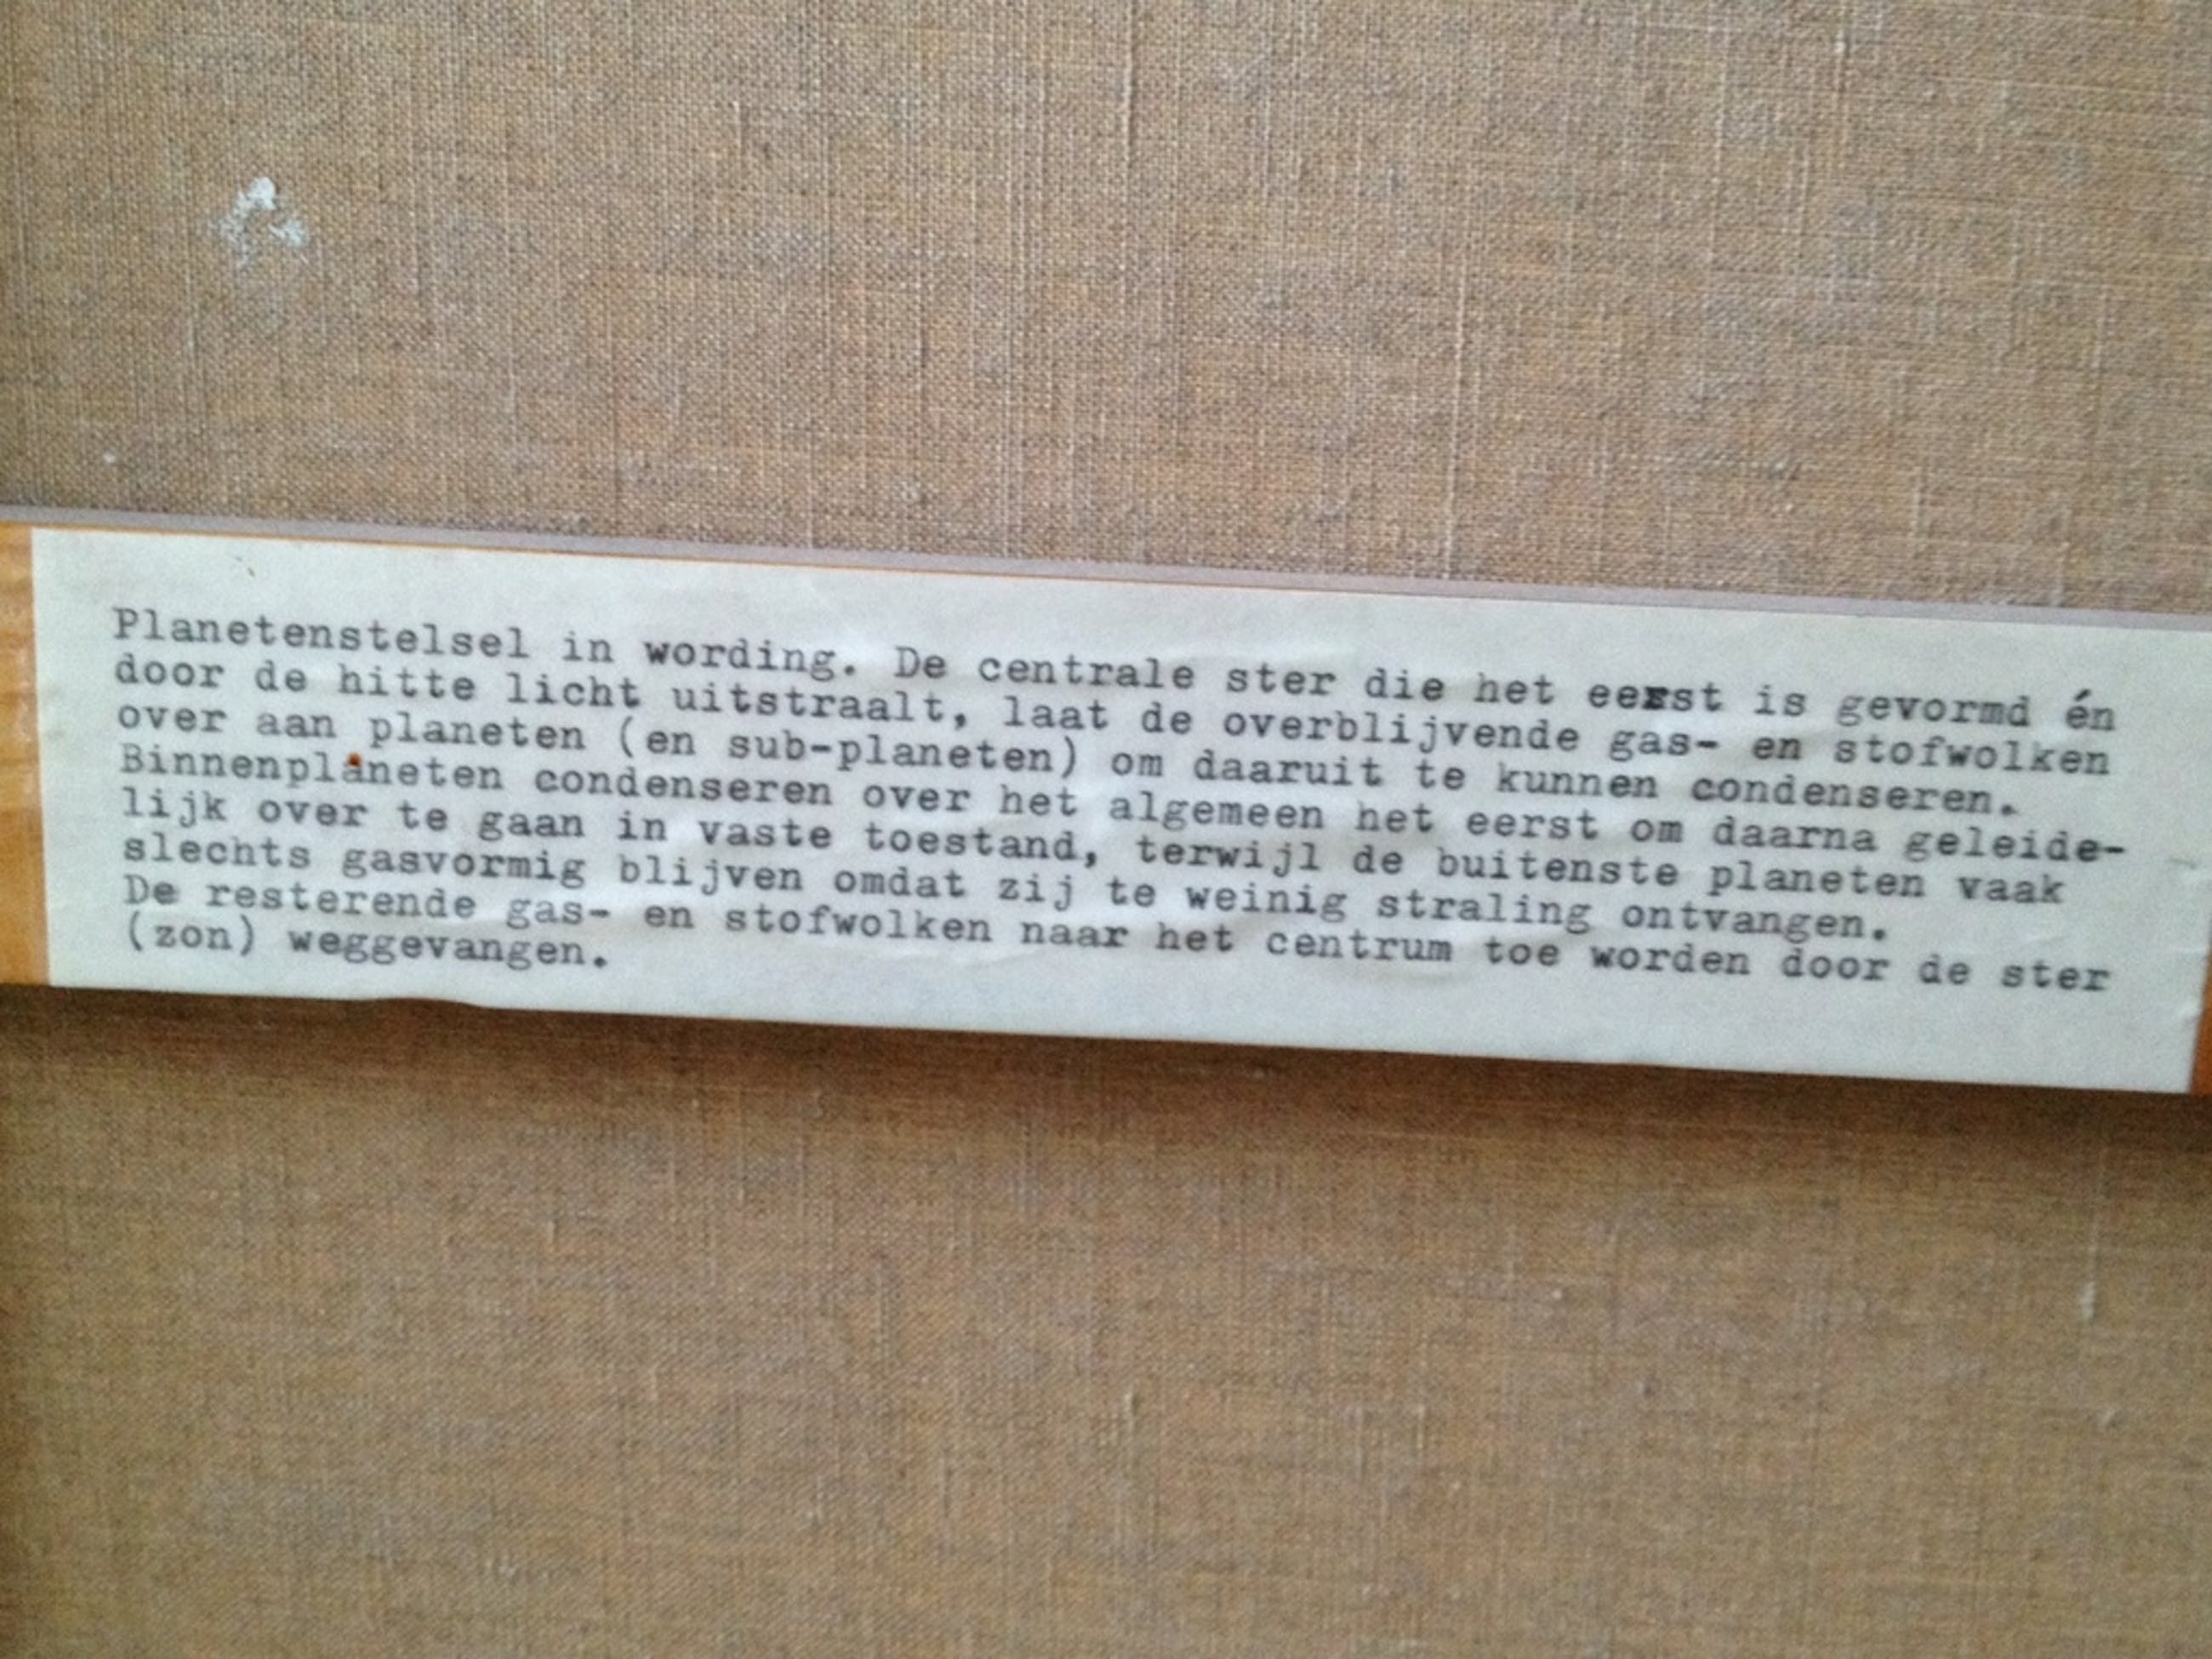 Planetenstelsel in wording. De centrale ster die het eerst is gevormd én
door de hitte licht uitstraalt, laat de overblijvende gas- en stofwolken
over aan planeten (en sub-planeten) om daaruit te kunnen condenseren.
Binnenplaneten condenseren over het algemeen het eerst om daarna geleide-
lijk over te gaan in vaste toestand, terwijl de buitenste planeten vaak
slechts gasvormig blijven omdat zij te weinig straling ontvangen.
De resterende gas- en stofwolken naar het centrum toe worden door de ster
(zon) weggevangen.